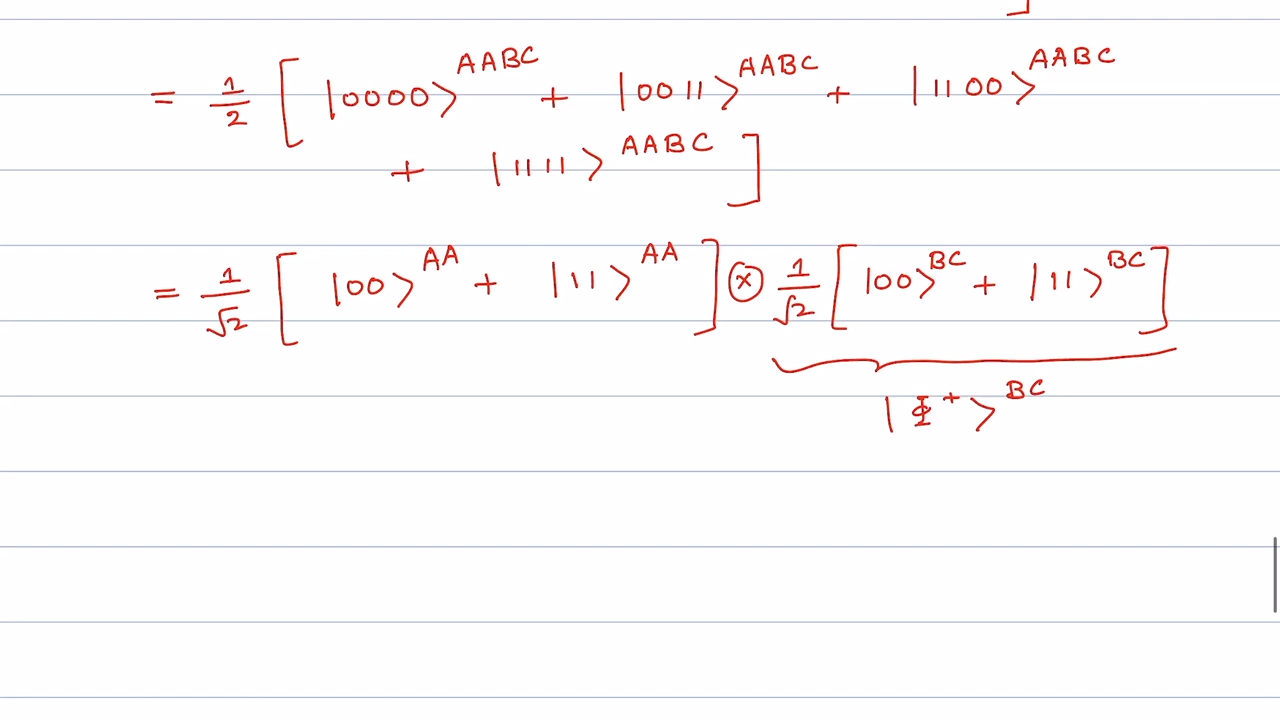 = 1/2 [ |0000⟩^AABC + |0011⟩^AABC + |1100⟩^AABC
+ |1111⟩^AABC ]
= 1/√2 [ |00⟩^AA + |11⟩^AA ] ⊗ 1/√2 [ |00⟩^BC + |11⟩^BC ]
|Φ⁺⟩^BC